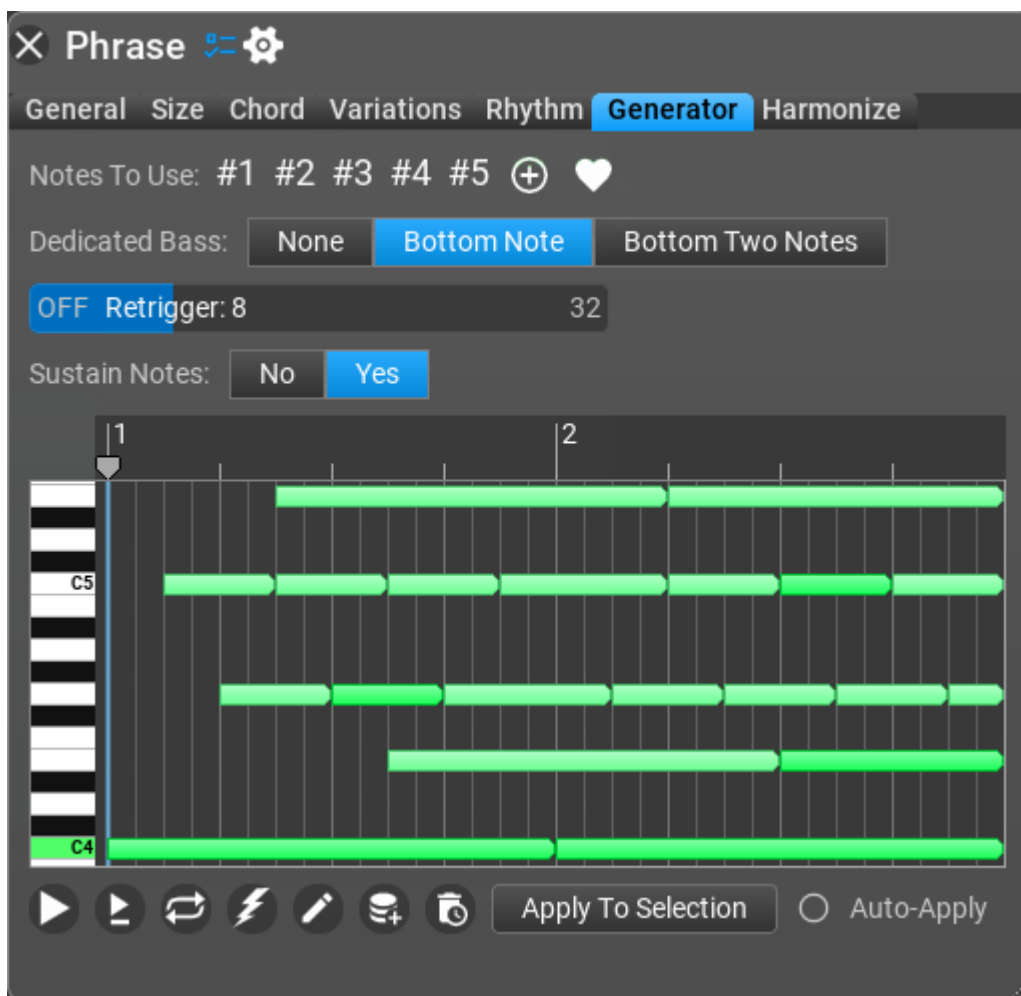 Phrase
General Size Chord Variations Rhythm Generator Harmonize
Notes To Use: #1 #2 #3 #4 #5
Dedicated Bass: None Bottom Note Bottom Two Notes
OFF Retrigger: 8 32
Sustain Notes: No Yes
1 2
C5
C4
Apply To Selection Auto-Apply